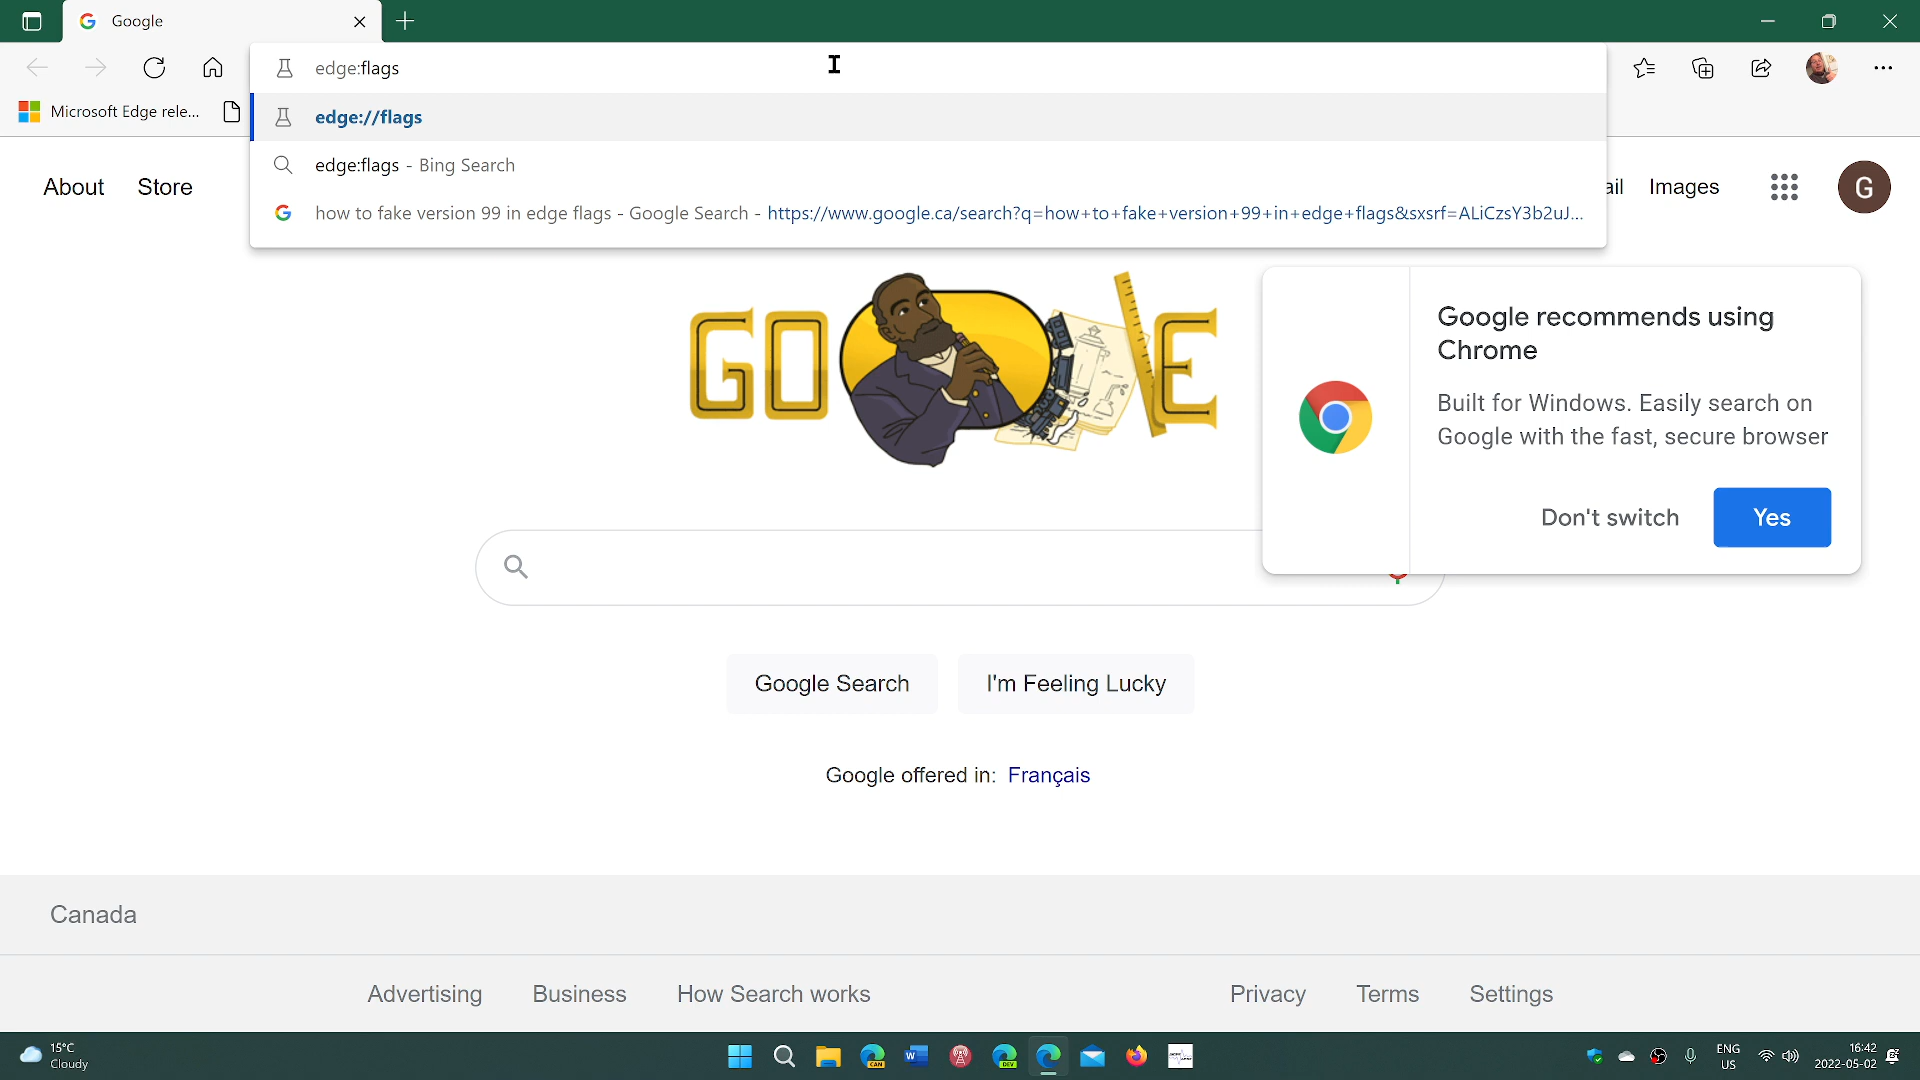 Google
edge:flags
Microsoft Edge rele...
edge://flags
edge:flags - Bing Search
how to fake version 99 in edge flags - Google Search - https://www.google.ca/search?q=how+to+fake+version+99+in+edge+flags&sxsrf=ALiCzsY3b2uJ...
About Store
ail Images
G
GOOGLE
Google recommends using
Chrome
Built for Windows. Easily search on
Google with the fast, secure browser
Don't switch Yes
Google Search I'm Feeling Lucky
Google offered in: Français
Canada
Advertising Business How Search works Privacy Terms Settings
15°C
Cloudy
CAN
W
DEV
ENG
US
16:42
2022-05-02